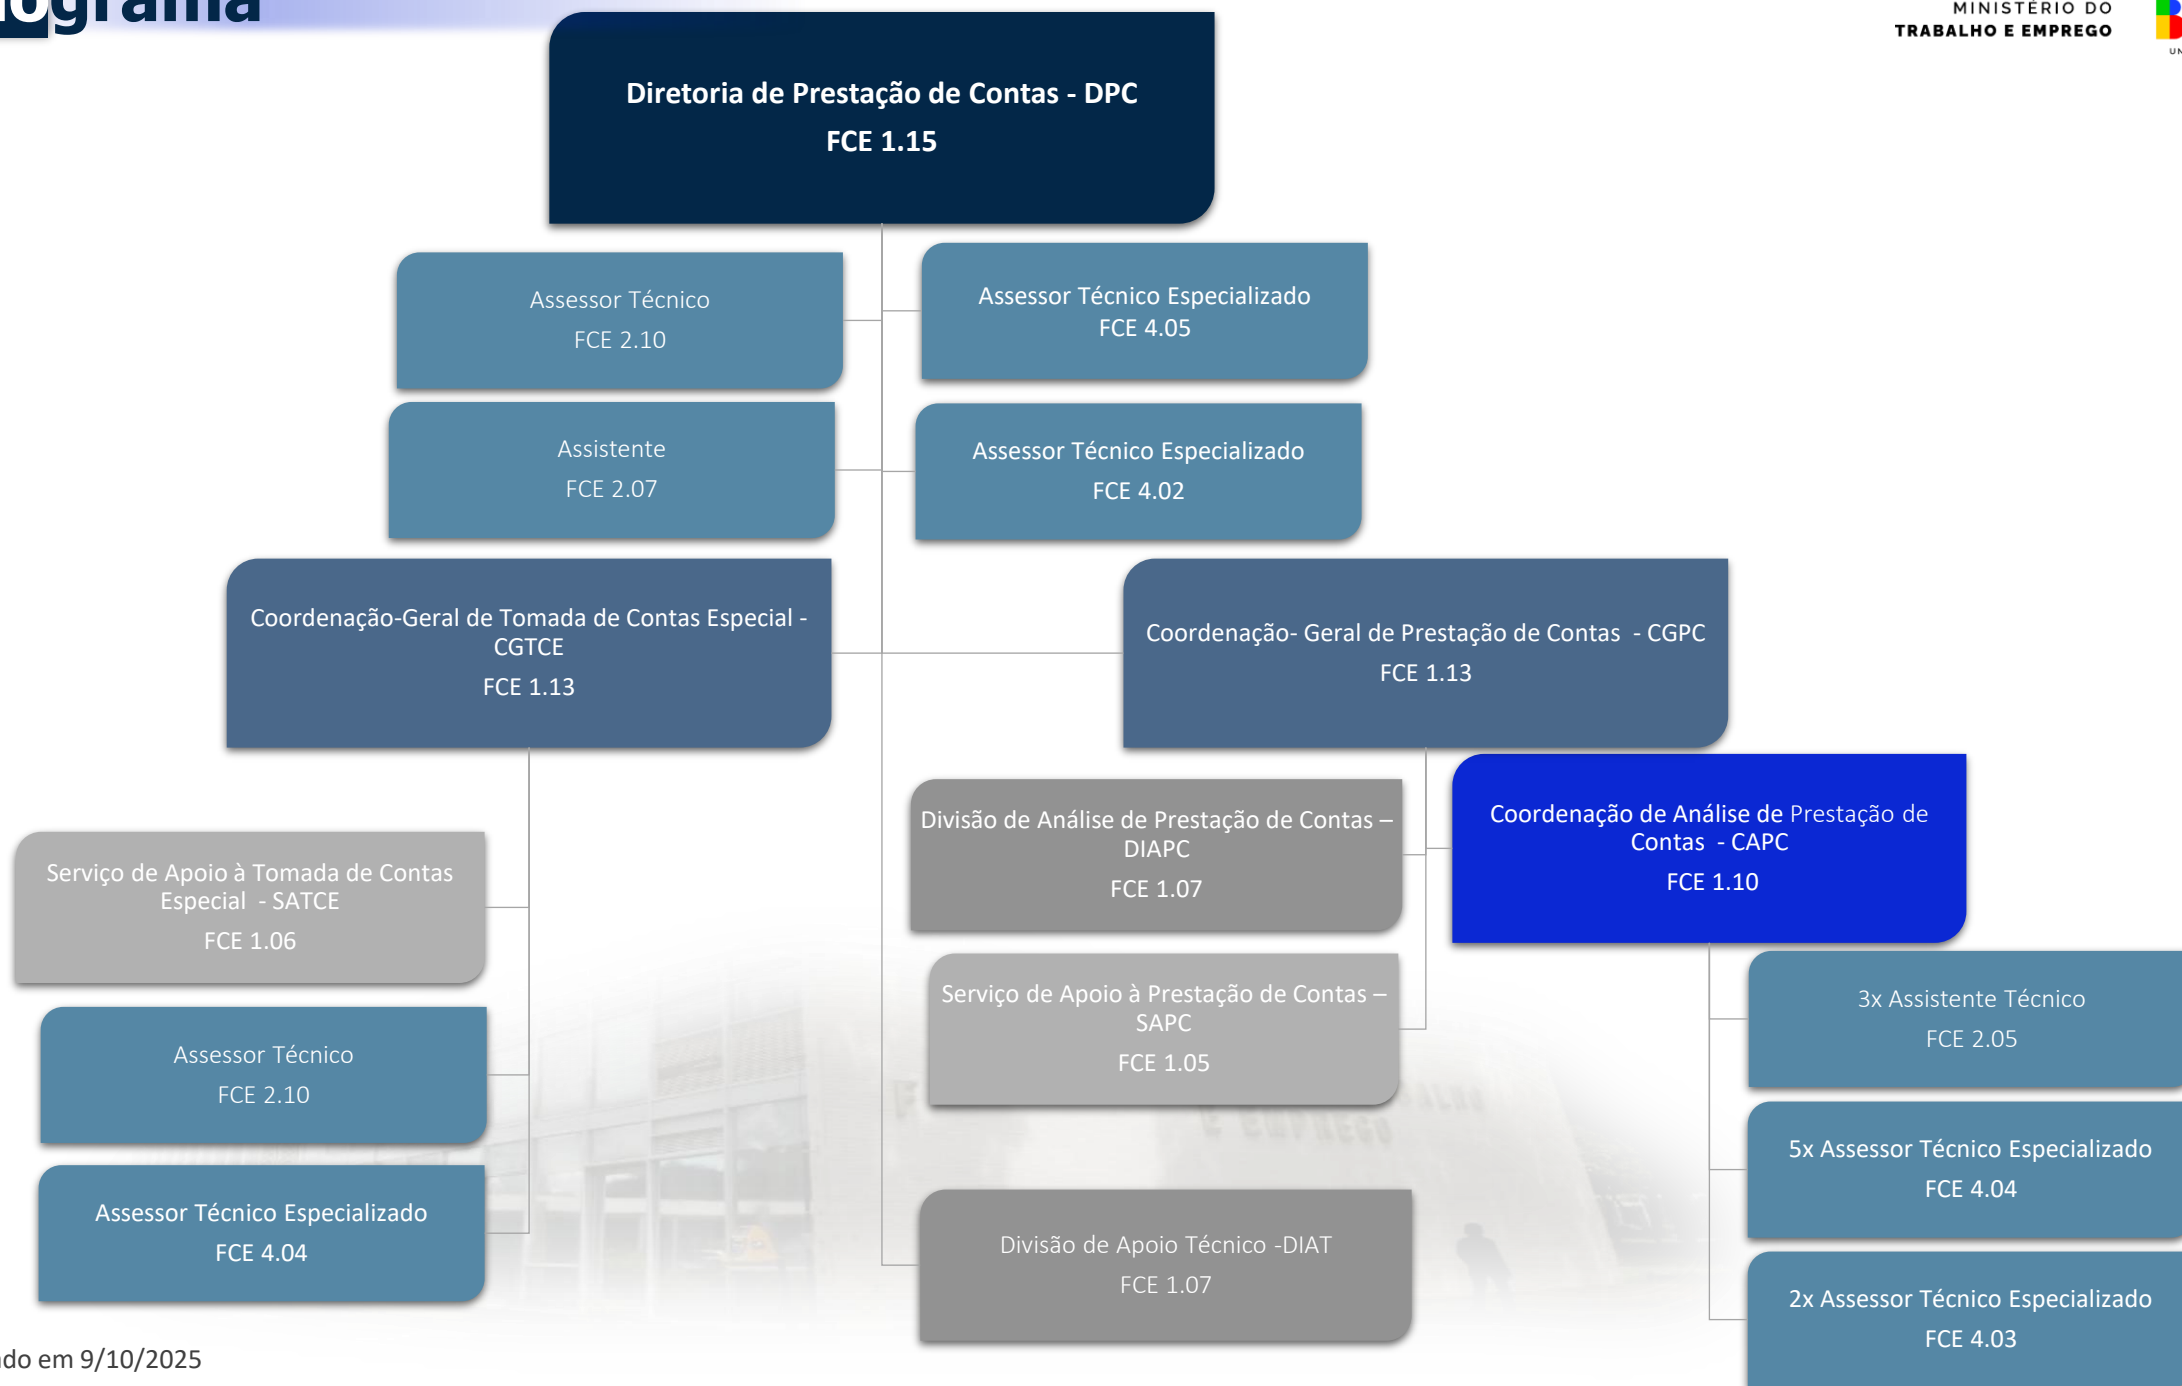 MINISTÉRIO DO
TRABALHO E EMPREGO
Diretoria de Prestação de Contas - DPC
FCE 1.15
Assessor Técnico
FCE 2.10
Assessor Técnico Especializado
FCE 4.05
Assistente
FCE 2.07
Assessor Técnico Especializado
FCE 4.02
Coordenação-Geral de Tomada de Contas Especial -
CGTCE
FCE 1.13
Coordenação- Geral de Prestação de Contas  - CGPC
FCE 1.13
Divisão de Análise de Prestação de Contas –
DIAPC
FCE 1.07
Coordenação de Análise de Prestação de
Contas  - CAPC
FCE 1.10
Serviço de Apoio à Tomada de Contas
Especial  - SATCE
FCE 1.06
Serviço de Apoio à Prestação de Contas –
SAPC
FCE 1.05
3x Assistente Técnico
FCE 2.05
Assessor Técnico
FCE 2.10
5x Assessor Técnico Especializado
FCE 4.04
Assessor Técnico Especializado
FCE 4.04
Divisão de Apoio Técnico -DIAT
FCE 1.07
2x Assessor Técnico Especializado
FCE 4.03
em 9/10/2025